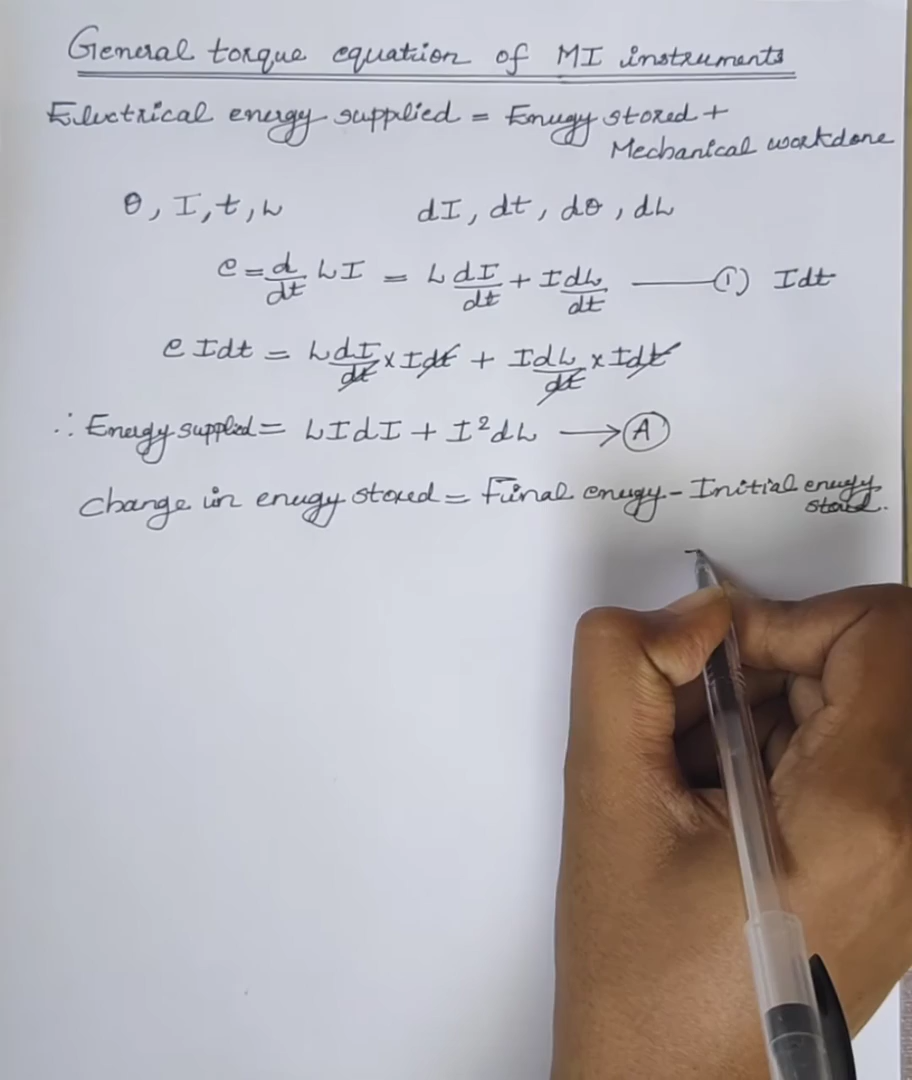 General torque equation of MI instruments
Electrical energy supplied = Energy stored +
Mechanical workdone
θ, I, t, L dI, dt, dθ, dL
e = d/dt LI = L dI/dt + I dL/dt —— ① Idt
e Idt = L dI/dt × Idt + I dL/dt × Idt
∴ Energy supplied = LIdI + I²dL → Ⓐ
Change in energy stored = Final energy - Initial energy
stored.